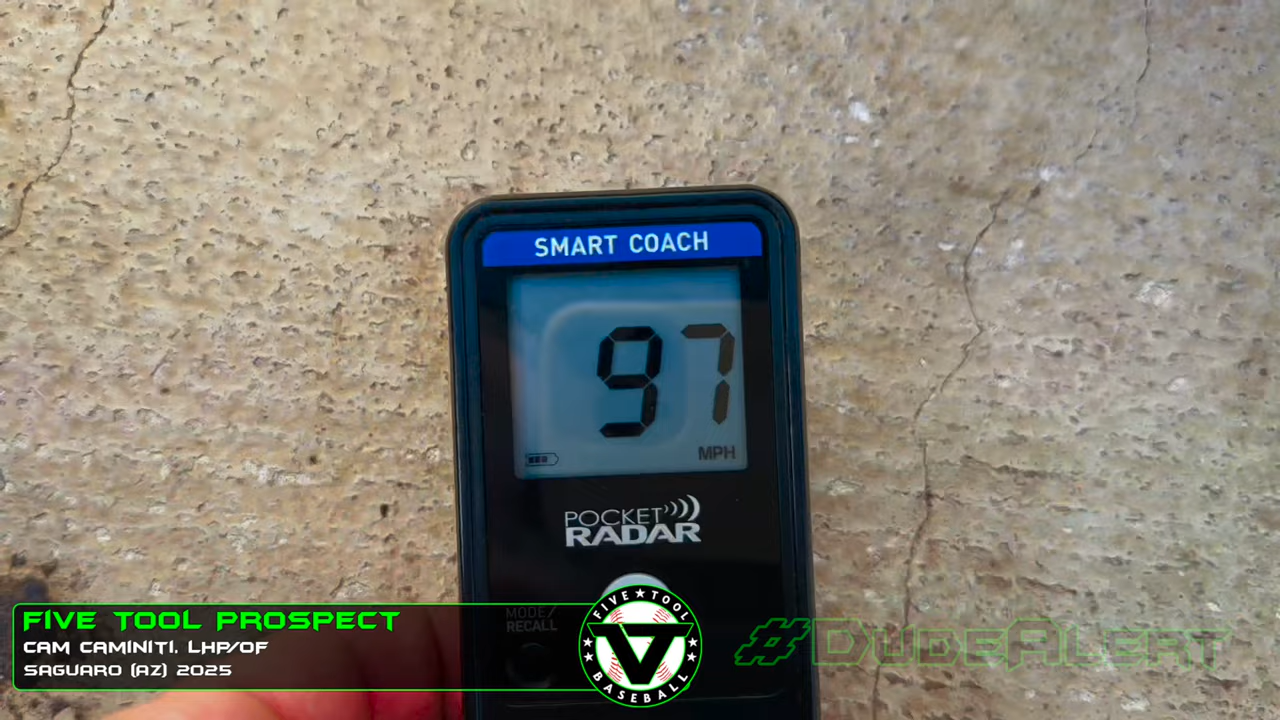 SMART COACH
97
MPH
POCKET
RADAR
MODE/
RECALL
FIVE TOOL PROSPECT
CAM CAMINITI, LHP/OF
SAGUARO (AZ) 2025
FIVE ★ TOOL
V
BASEBALL
#DUDEALERT